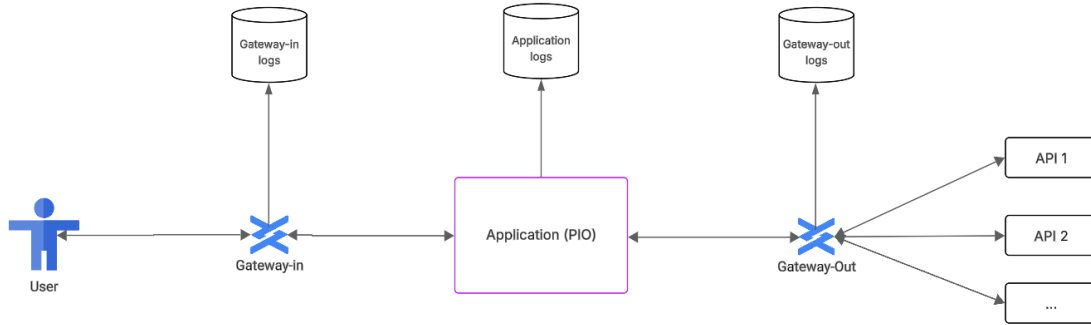 Gateway-in
logs
Application
logs
Gateway-out
logs
API 1
Application (PIO)
API 2
Gateway-in
Gateway-Out
User
...